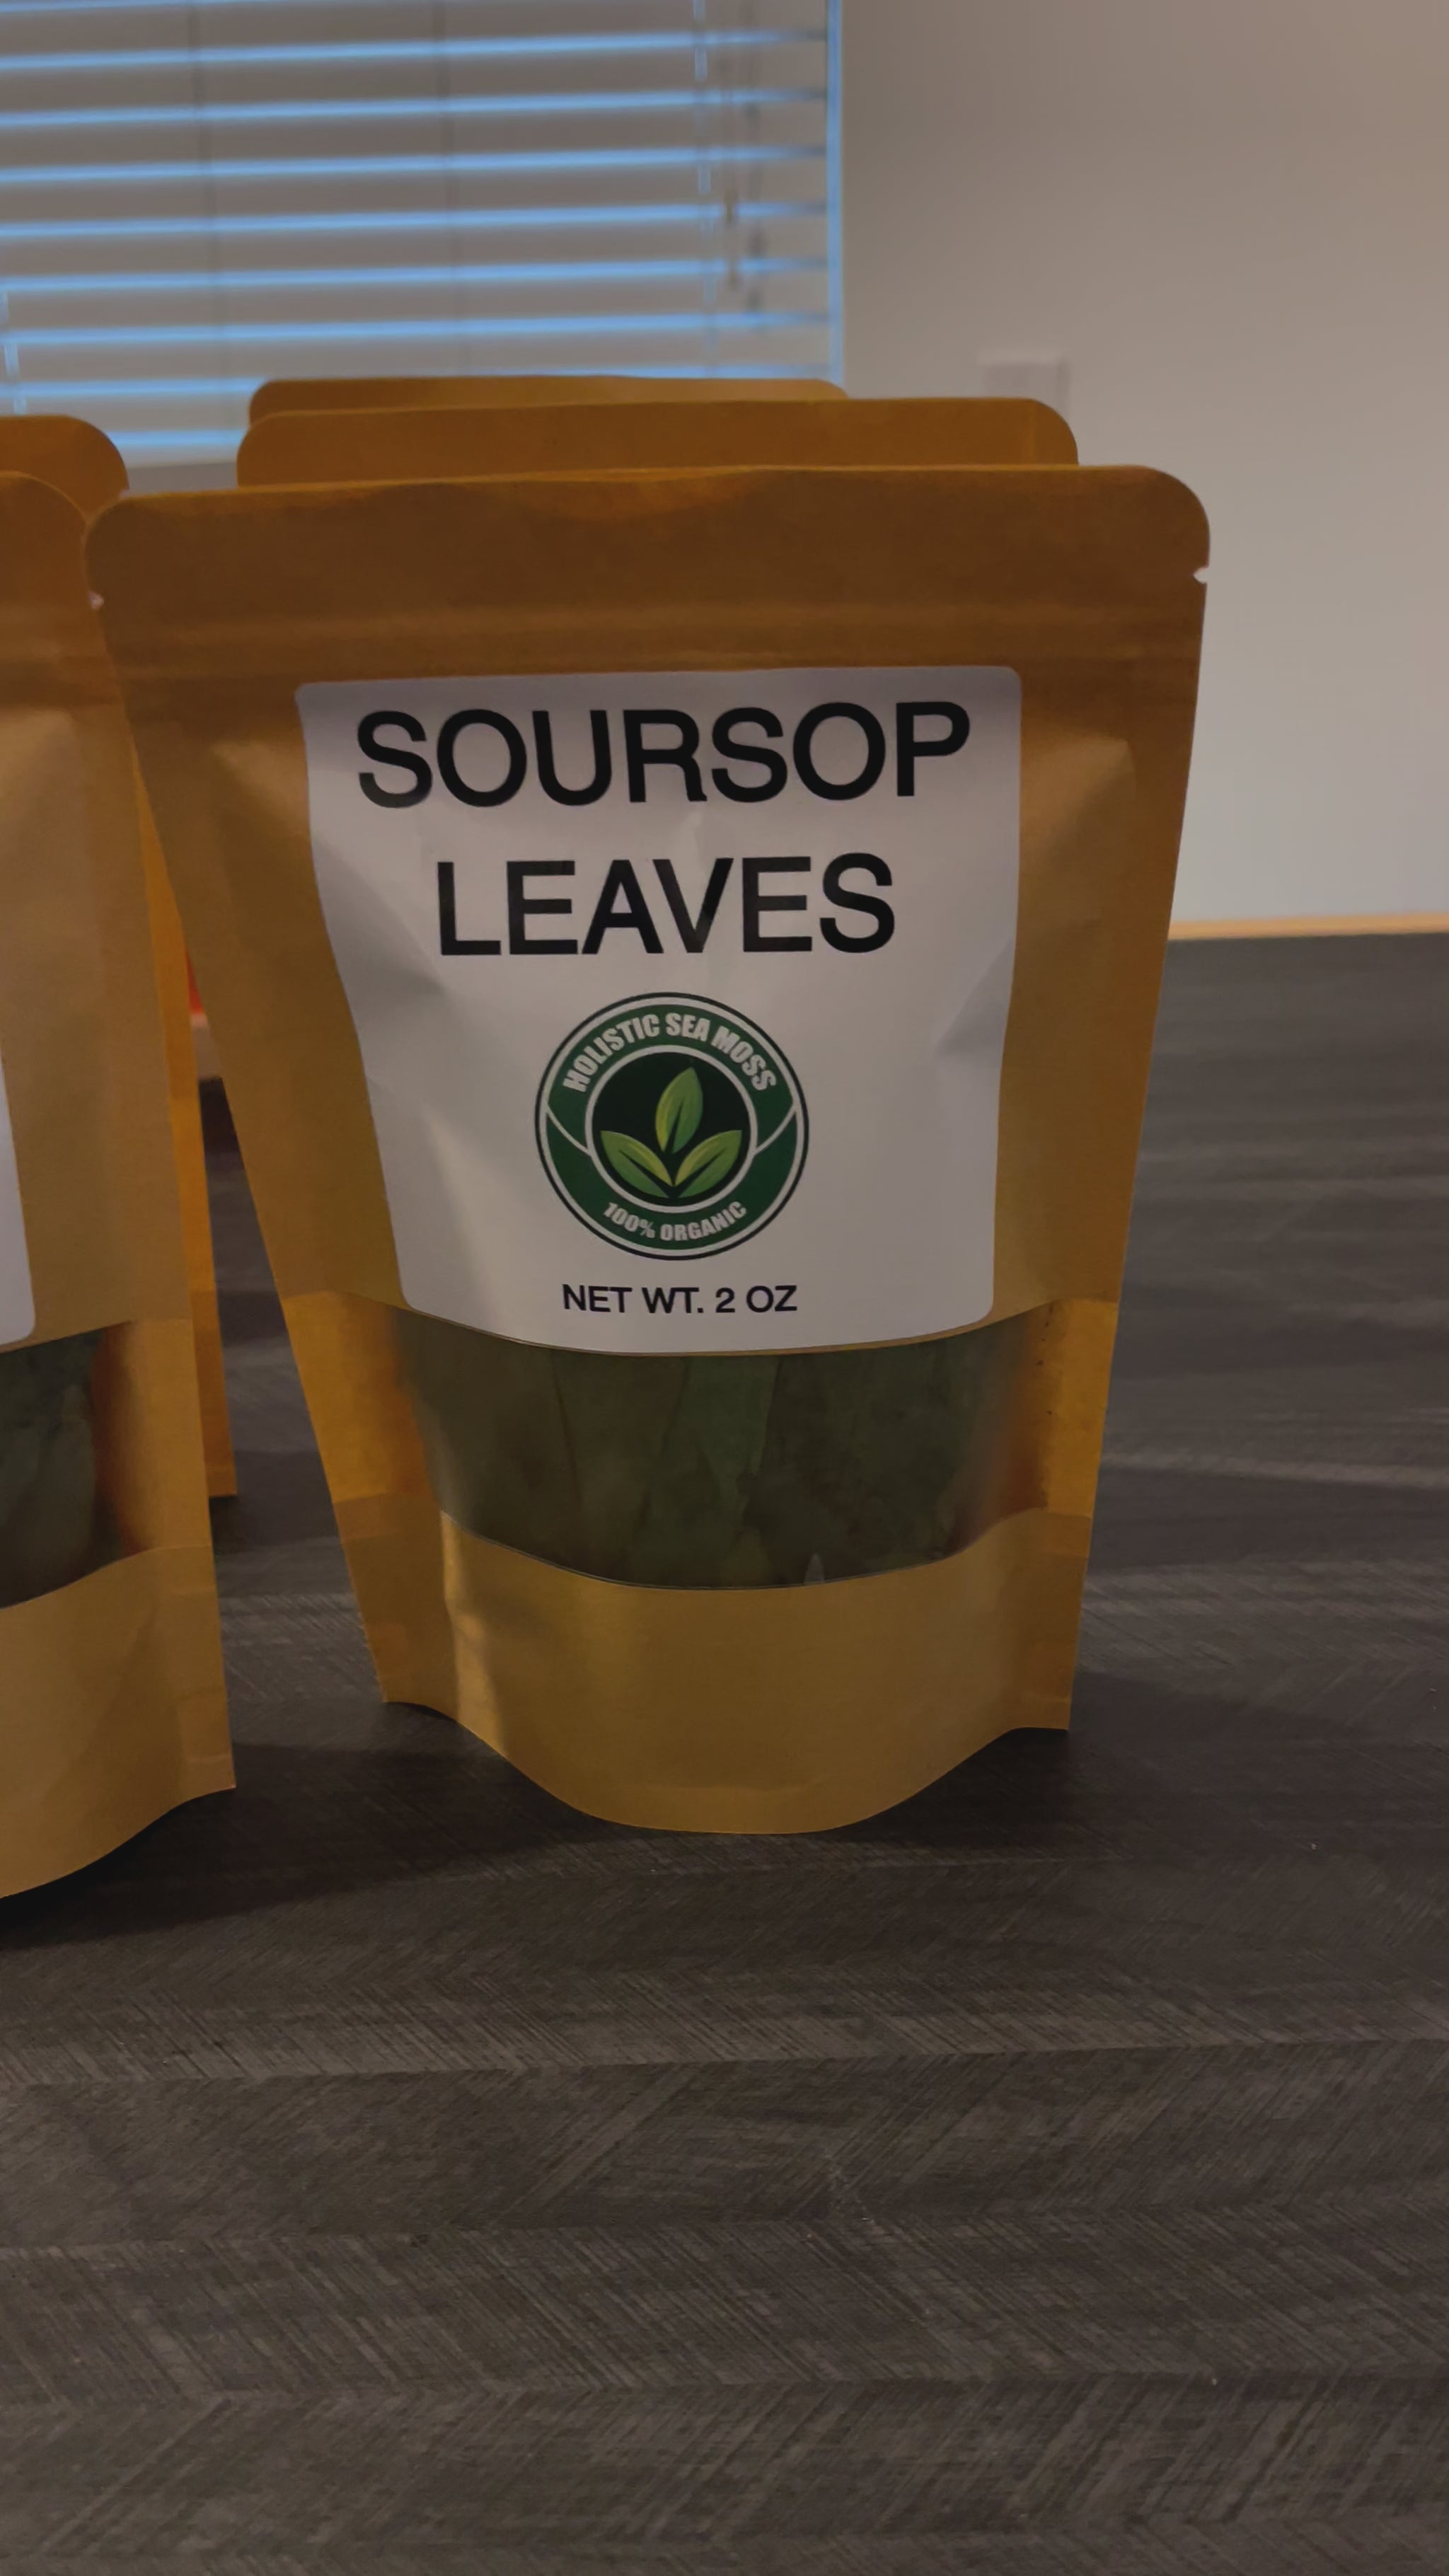 SOURSOP
LEAVES
HOLISTIC SEA MOSS
100% ORGANIC
NET WT. 2 OZ